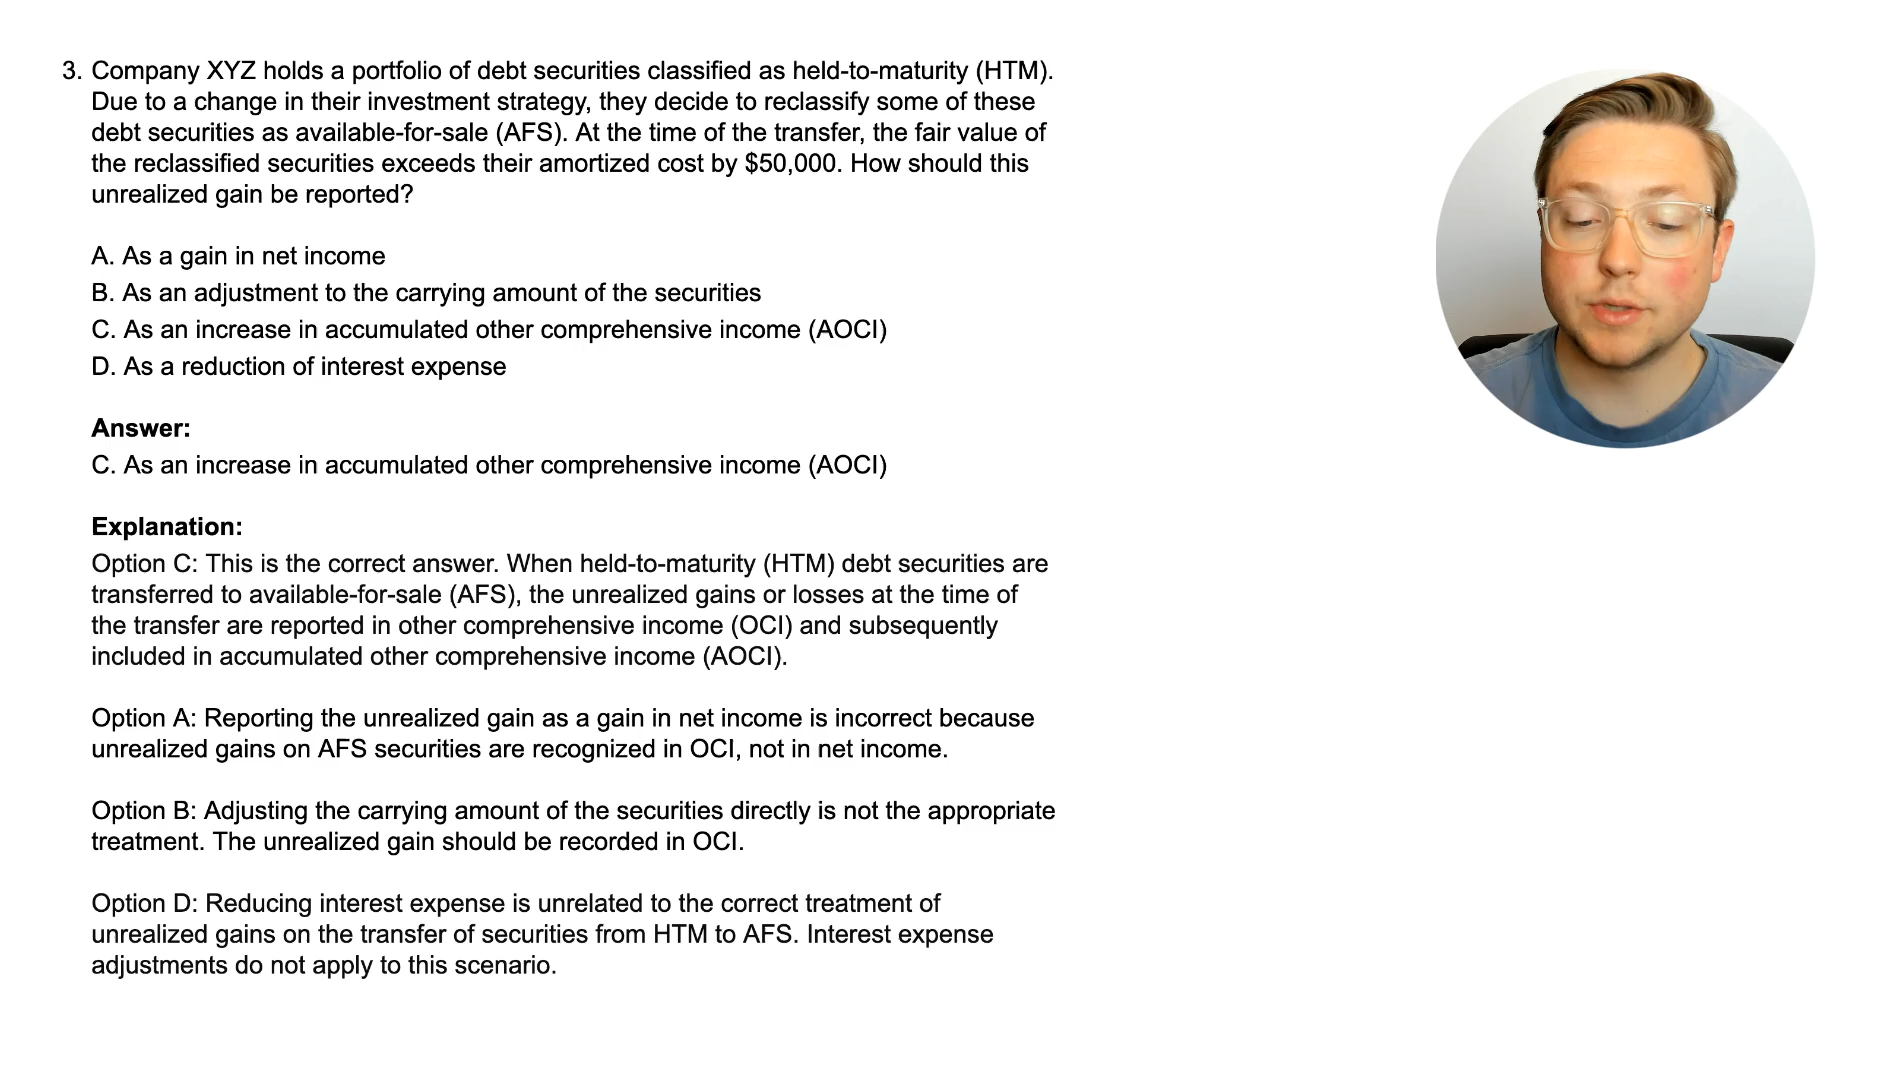 3. Company XYZ holds a portfolio of debt securities classified as held-to-maturity (HTM).
Due to a change in their investment strategy, they decide to reclassify some of these
debt securities as available-for-sale (AFS). At the time of the transfer, the fair value of
the reclassified securities exceeds their amortized cost by $50,000. How should this
unrealized gain be reported?
A. As a gain in net income
B. As an adjustment to the carrying amount of the securities
C. As an increase in accumulated other comprehensive income (AOCI)
D. As a reduction of interest expense
Answer:
C. As an increase in accumulated other comprehensive income (AOCI)
Explanation:
Option C: This is the correct answer. When held-to-maturity (HTM) debt securities are
transferred to available-for-sale (AFS), the unrealized gains or losses at the time of
the transfer are reported in other comprehensive income (OCI) and subsequently
included in accumulated other comprehensive income (AOCI).
Option A: Reporting the unrealized gain as a gain in net income is incorrect because
unrealized gains on AFS securities are recognized in OCI, not in net income.
Option B: Adjusting the carrying amount of the securities directly is not the appropriate
treatment. The unrealized gain should be recorded in OCI.
Option D: Reducing interest expense is unrelated to the correct treatment of
unrealized gains on the transfer of securities from HTM to AFS. Interest expense
adjustments do not apply to this scenario.